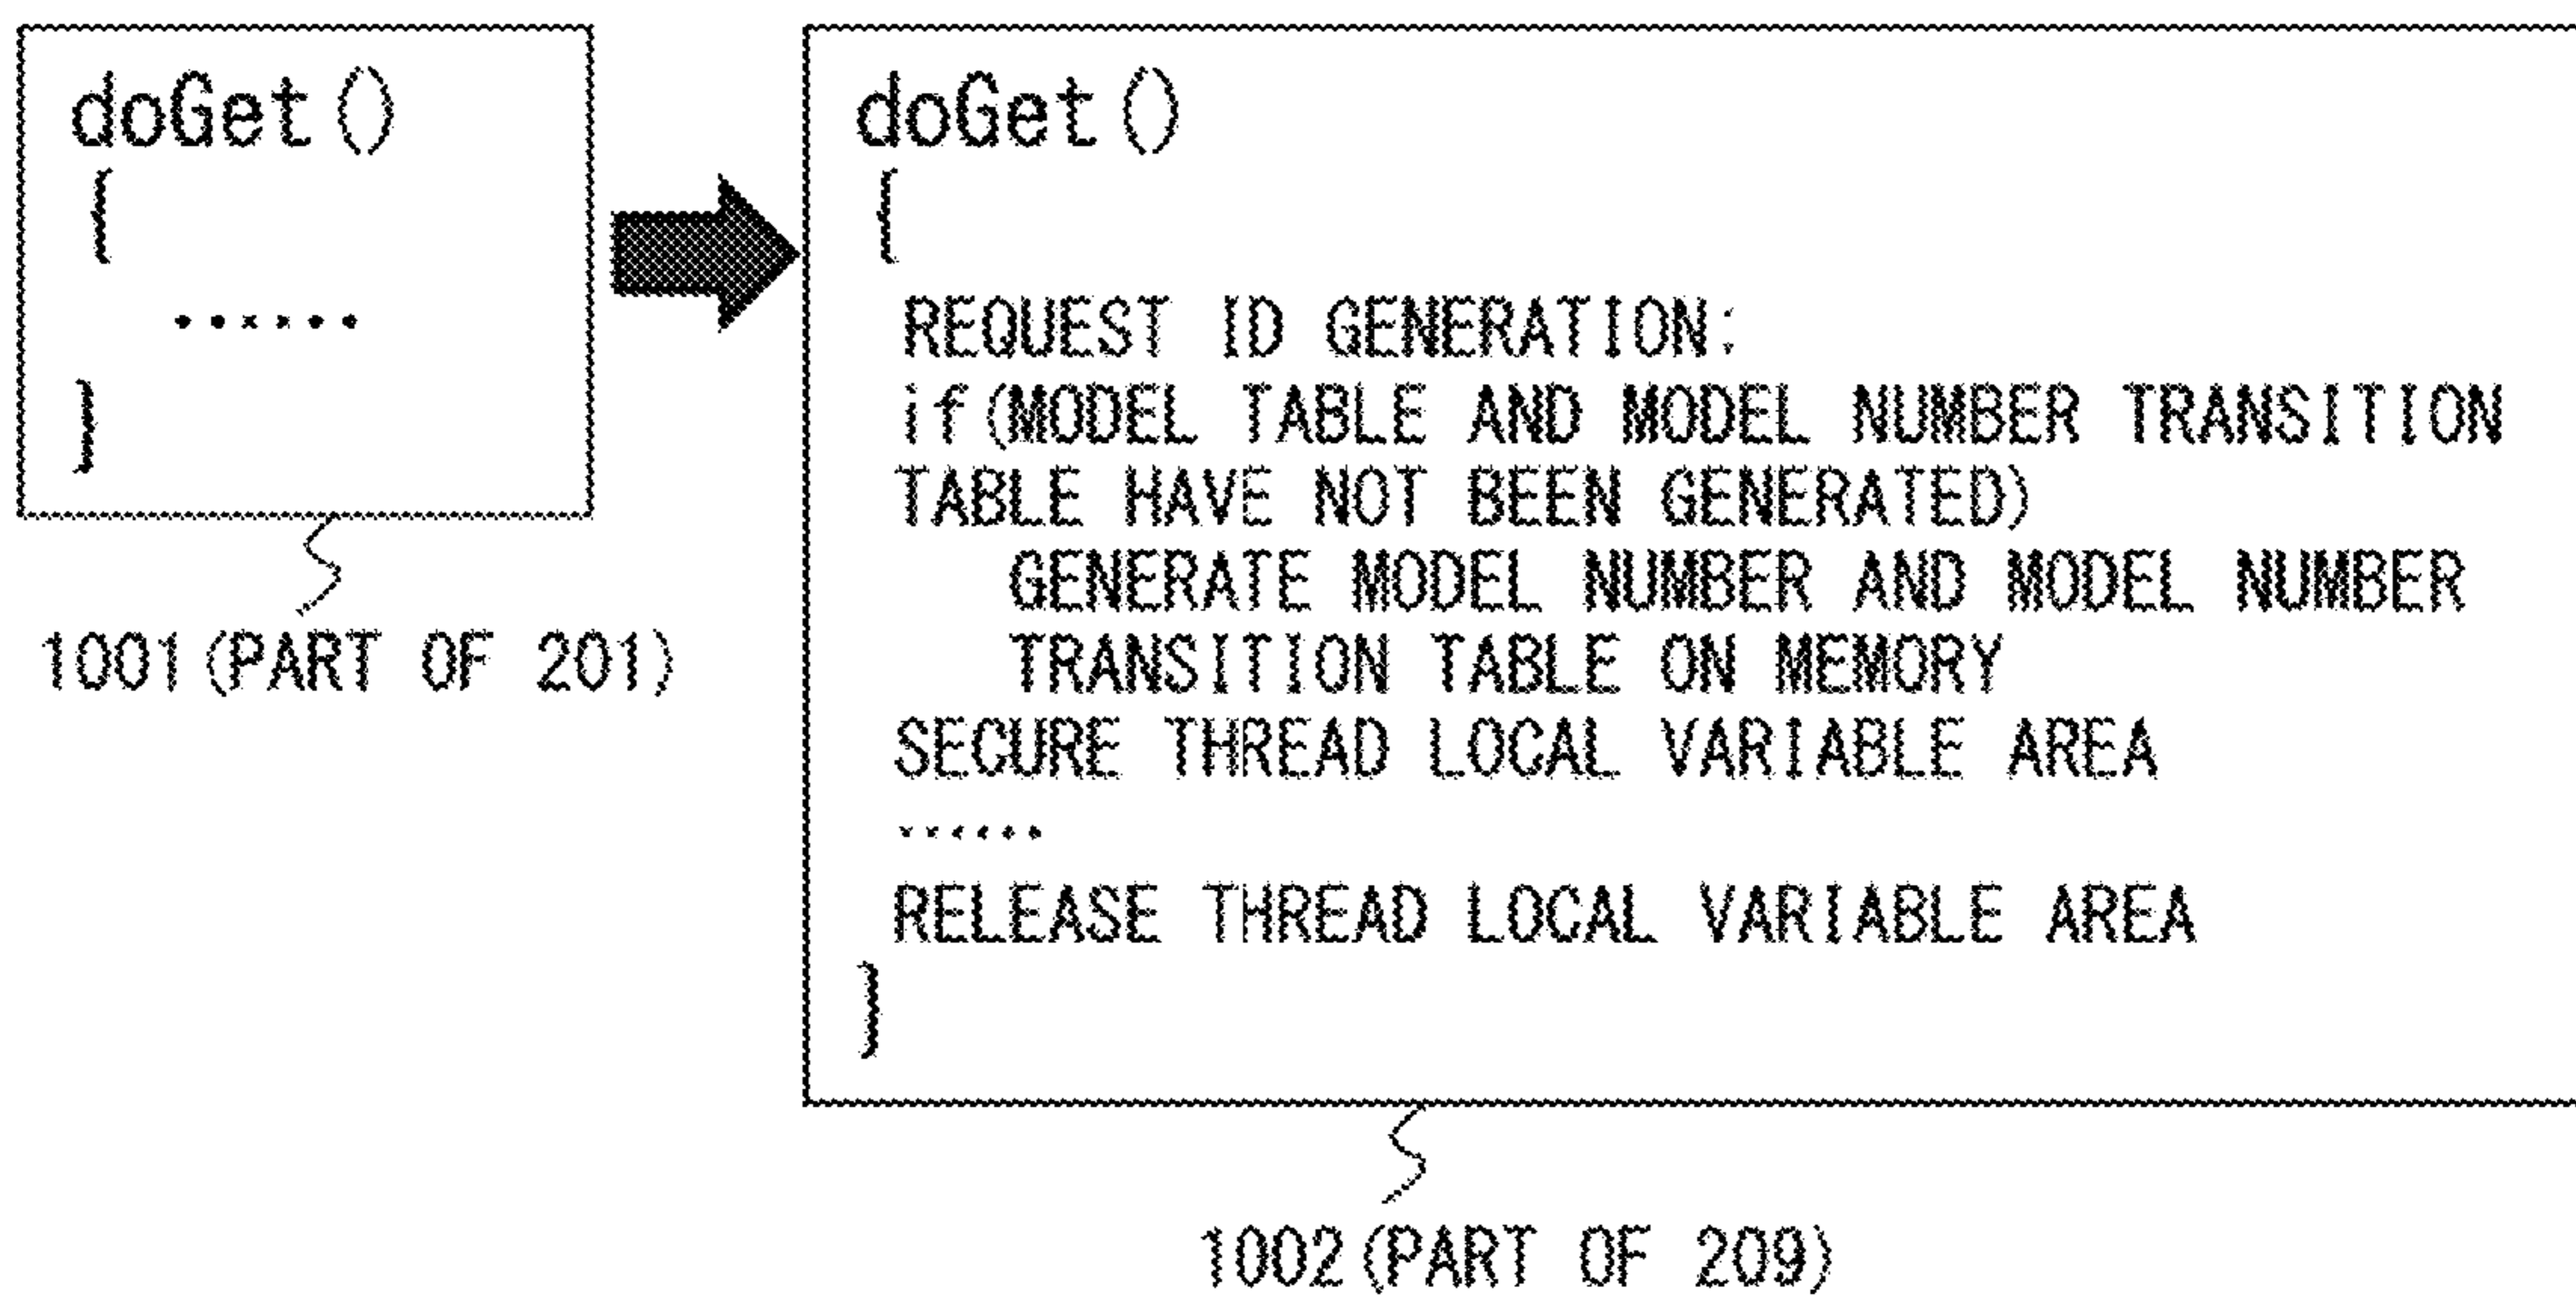 doGet()
{
......
}
1001(PART OF 201)
doGet()
{
REQUEST ID GENERATION:
if(MODEL TABLE AND MODEL NUMBER TRANSITION
TABLE HAVE NOT BEEN GENERATED)
GENERATE MODEL NUMBER AND MODEL NUMBER
TRANSITION TABLE ON MEMORY
SECURE THREAD LOCAL VARIABLE AREA
......
RELEASE THREAD LOCAL VARIABLE AREA
}
1002(PART OF 209)